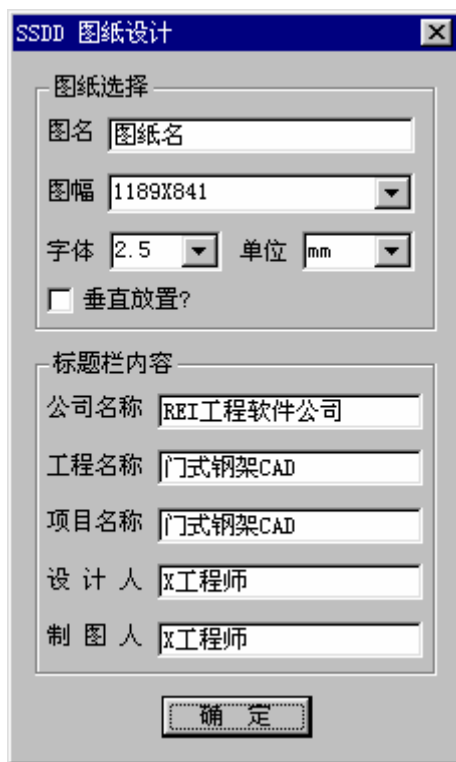 SSDD 图纸设计
图纸选择
图名 图纸名
图幅 1189X841
字体 2.5 单位 mm
垂直放置?
标题栏内容
公司名称 REI工程软件公司
工程名称 门式钢架CAD
项目名称 门式钢架CAD
设 计 人 X工程师
制 图 人 X工程师
确 定